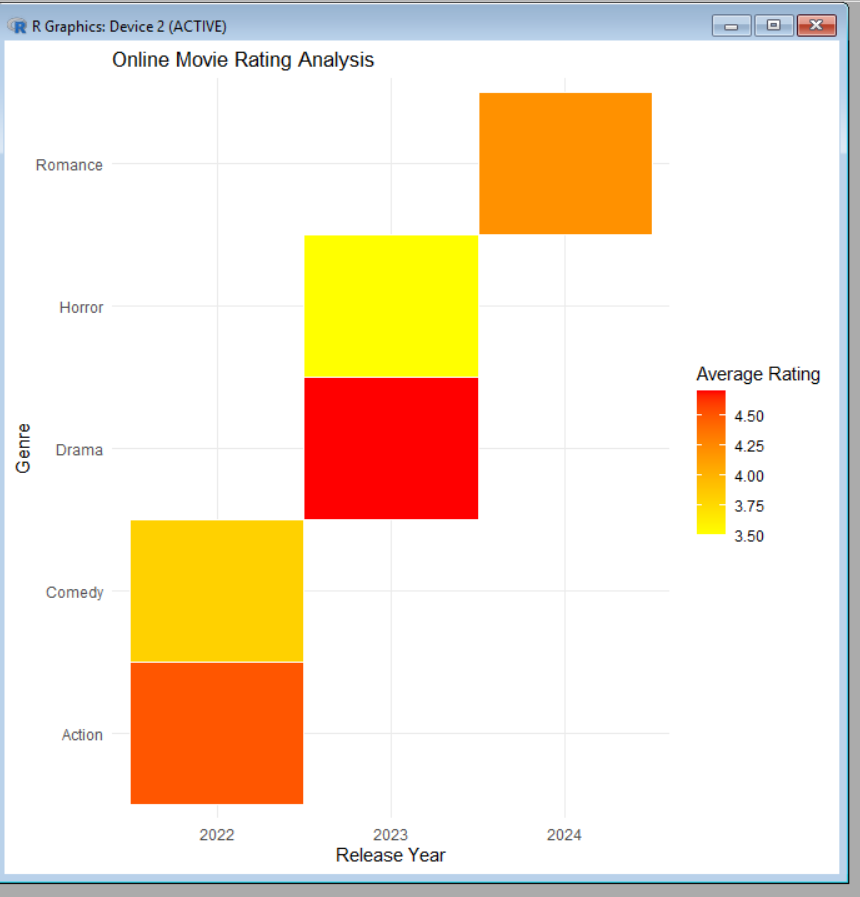 R Graphics: Device 2 (ACTIVE)
Online Movie Rating Analysis
Romance
Horror
Drama
Comedy
Action
Genre
2022 2023 2024
Release Year
Average Rating
4.50
4.25
4.00
3.75
3.50